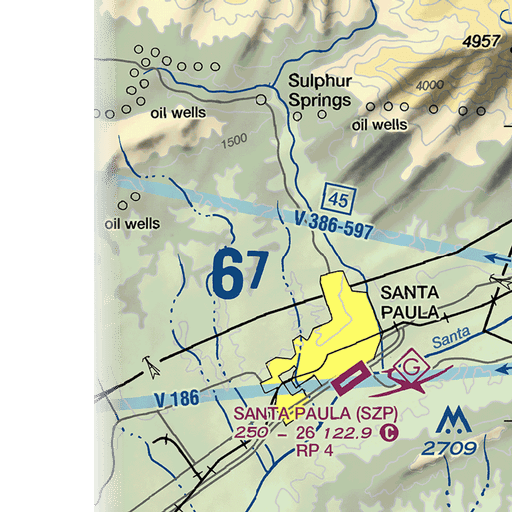 4957
Sulphur
Springs
4000
oil wells
oil wells
1500
45
oil wells
V 386-597
67
SANTA
PAULA
Santa
G
V 186
SANTA PAULA (SZP)
250 - 26 122.9 C
RP 4
2709